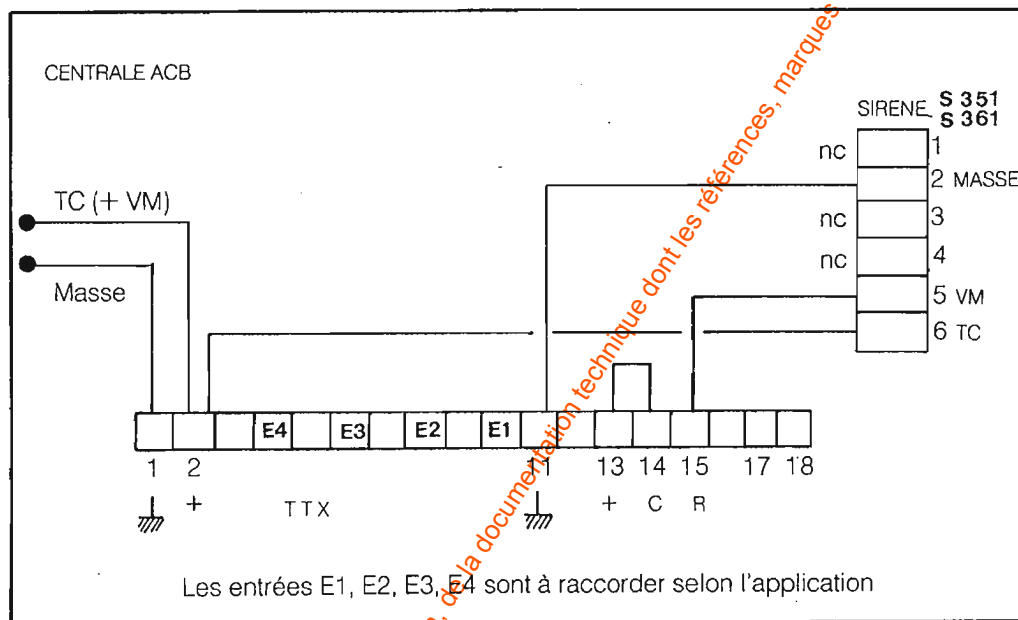 CENTRALE ACB
SIRENE S 351
S 361
nc 1
2 MASSE
TC (+ VM)
nc 3
nc 4
Masse
5 VM
6 TC
E4 E3 E2 E1
1 2 11 13 14 15 17 18
+ TTX + C R
Les entrées E1, E2, E3, E4 sont à raccorder selon l'application
de la documentation technique dont les références, marques